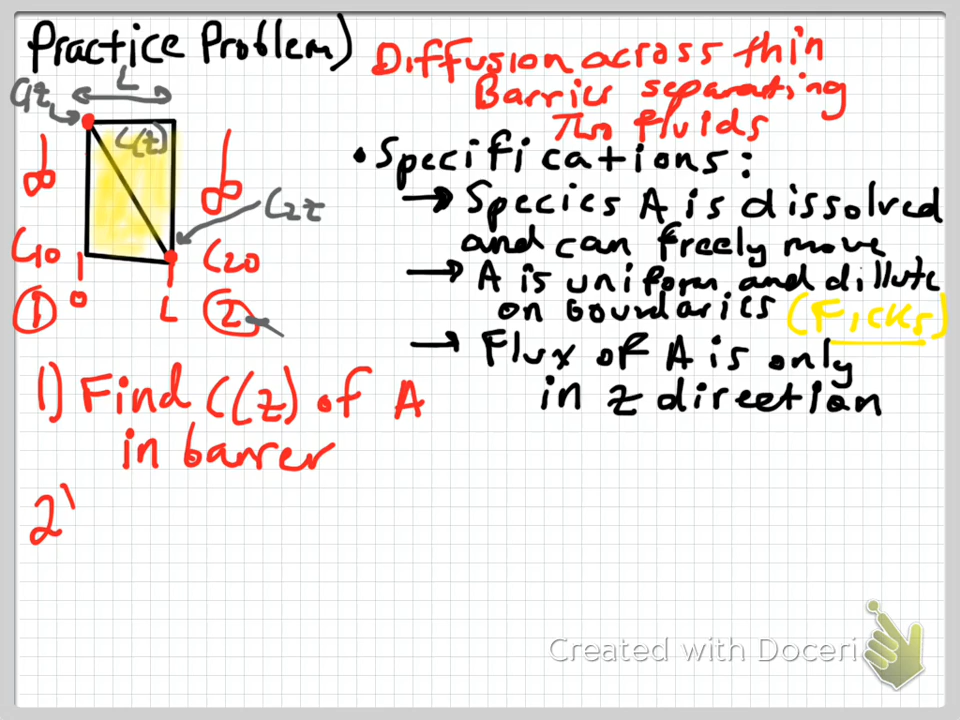 Practice Problem)
Diffusion across thin
Barrier separating
Two fluids
L
C(z)
C2z
C10
C20
0
L
1
2
• Specifications:
→ Species A is dissolved
and can freely move
→ A is uniform and dillute
on boundaries (Ficks)
→ Flux of A is only
in z direction
1) Find C(z) of A
in barrer
2)
Created with Doceri